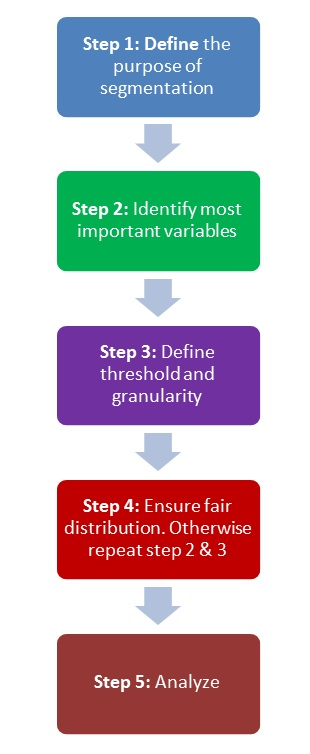 Step 1: Define the
purpose of
segmentation
Step 2: Identify most
important variables
Step 3: Define
threshold and
granularity
Step 4: Ensure fair
distribution. Otherwise
repeat step 2 & 3
Step 5: Analyze